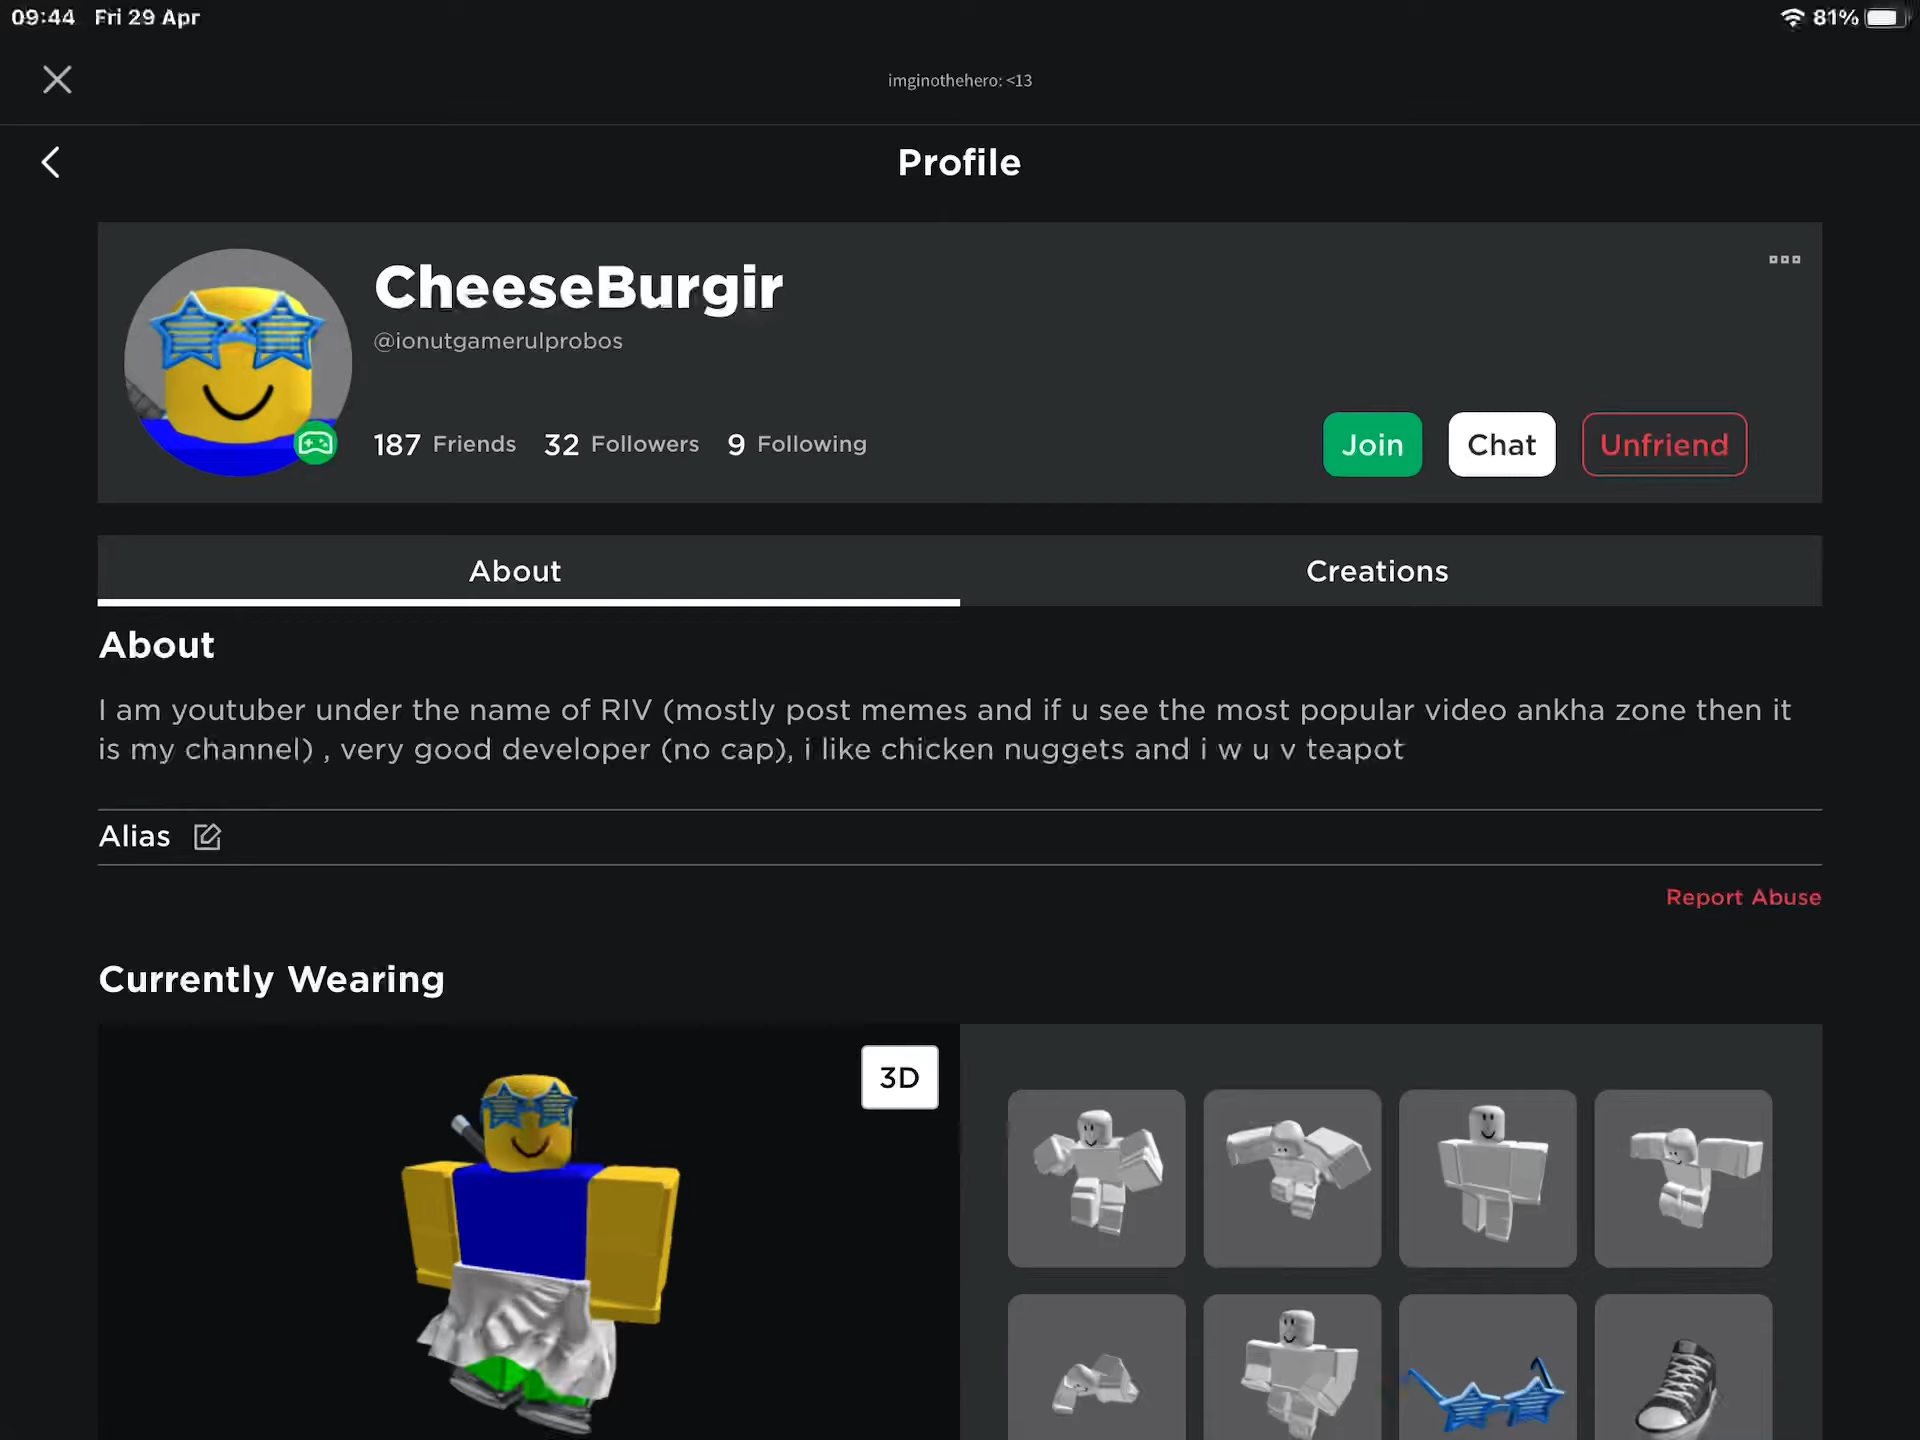 09:44 Fri 29 Apr 81%
imginothehero: <13
Profile
CheeseBurgir
@ionutgamerulprobos
187 Friends 32 Followers 9 Following
Join Chat Unfriend
About Creations
About
I am youtuber under the name of RIV (mostly post memes and if u see the most popular video ankha zone then it
is my channel) , very good developer (no cap), i like chicken nuggets and i w u v teapot
Alias
Report Abuse
Currently Wearing
3D